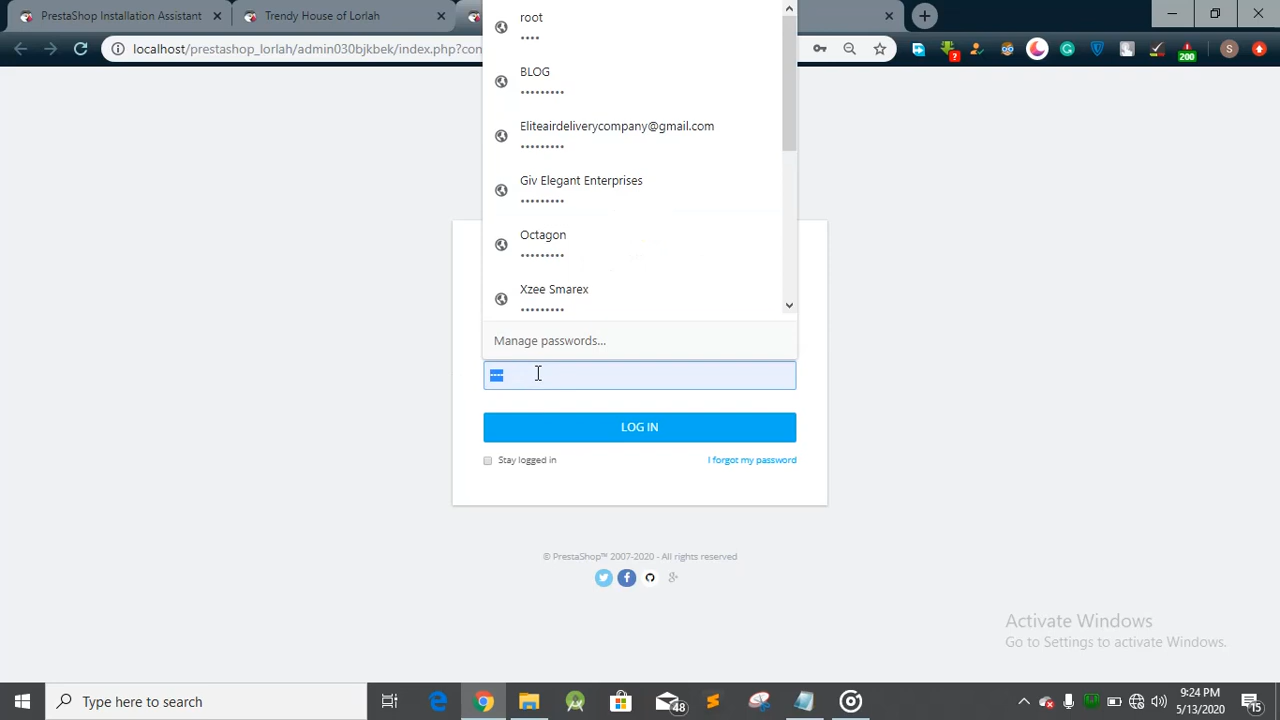 PrestaShop Installation Assistant
Trendy House of Lorlah
localhost/prestashop_lorlah/admin030bjkbek/index.php?con
200
S
root
••••
BLOG
•••••••••
Eliteairdeliverycompany@gmail.com
•••••••••
Giv Elegant Enterprises
•••••••••
Octagon
•••••••••
Xzee Smarex
•••••••••
Manage passwords...
LOG IN
Stay logged in
I forgot my password
© PrestaShop™ 2007-2020 - All rights reserved
Activate Windows
Go to Settings to activate Windows.
Type here to search
48
9:24 PM
5/13/2020
15